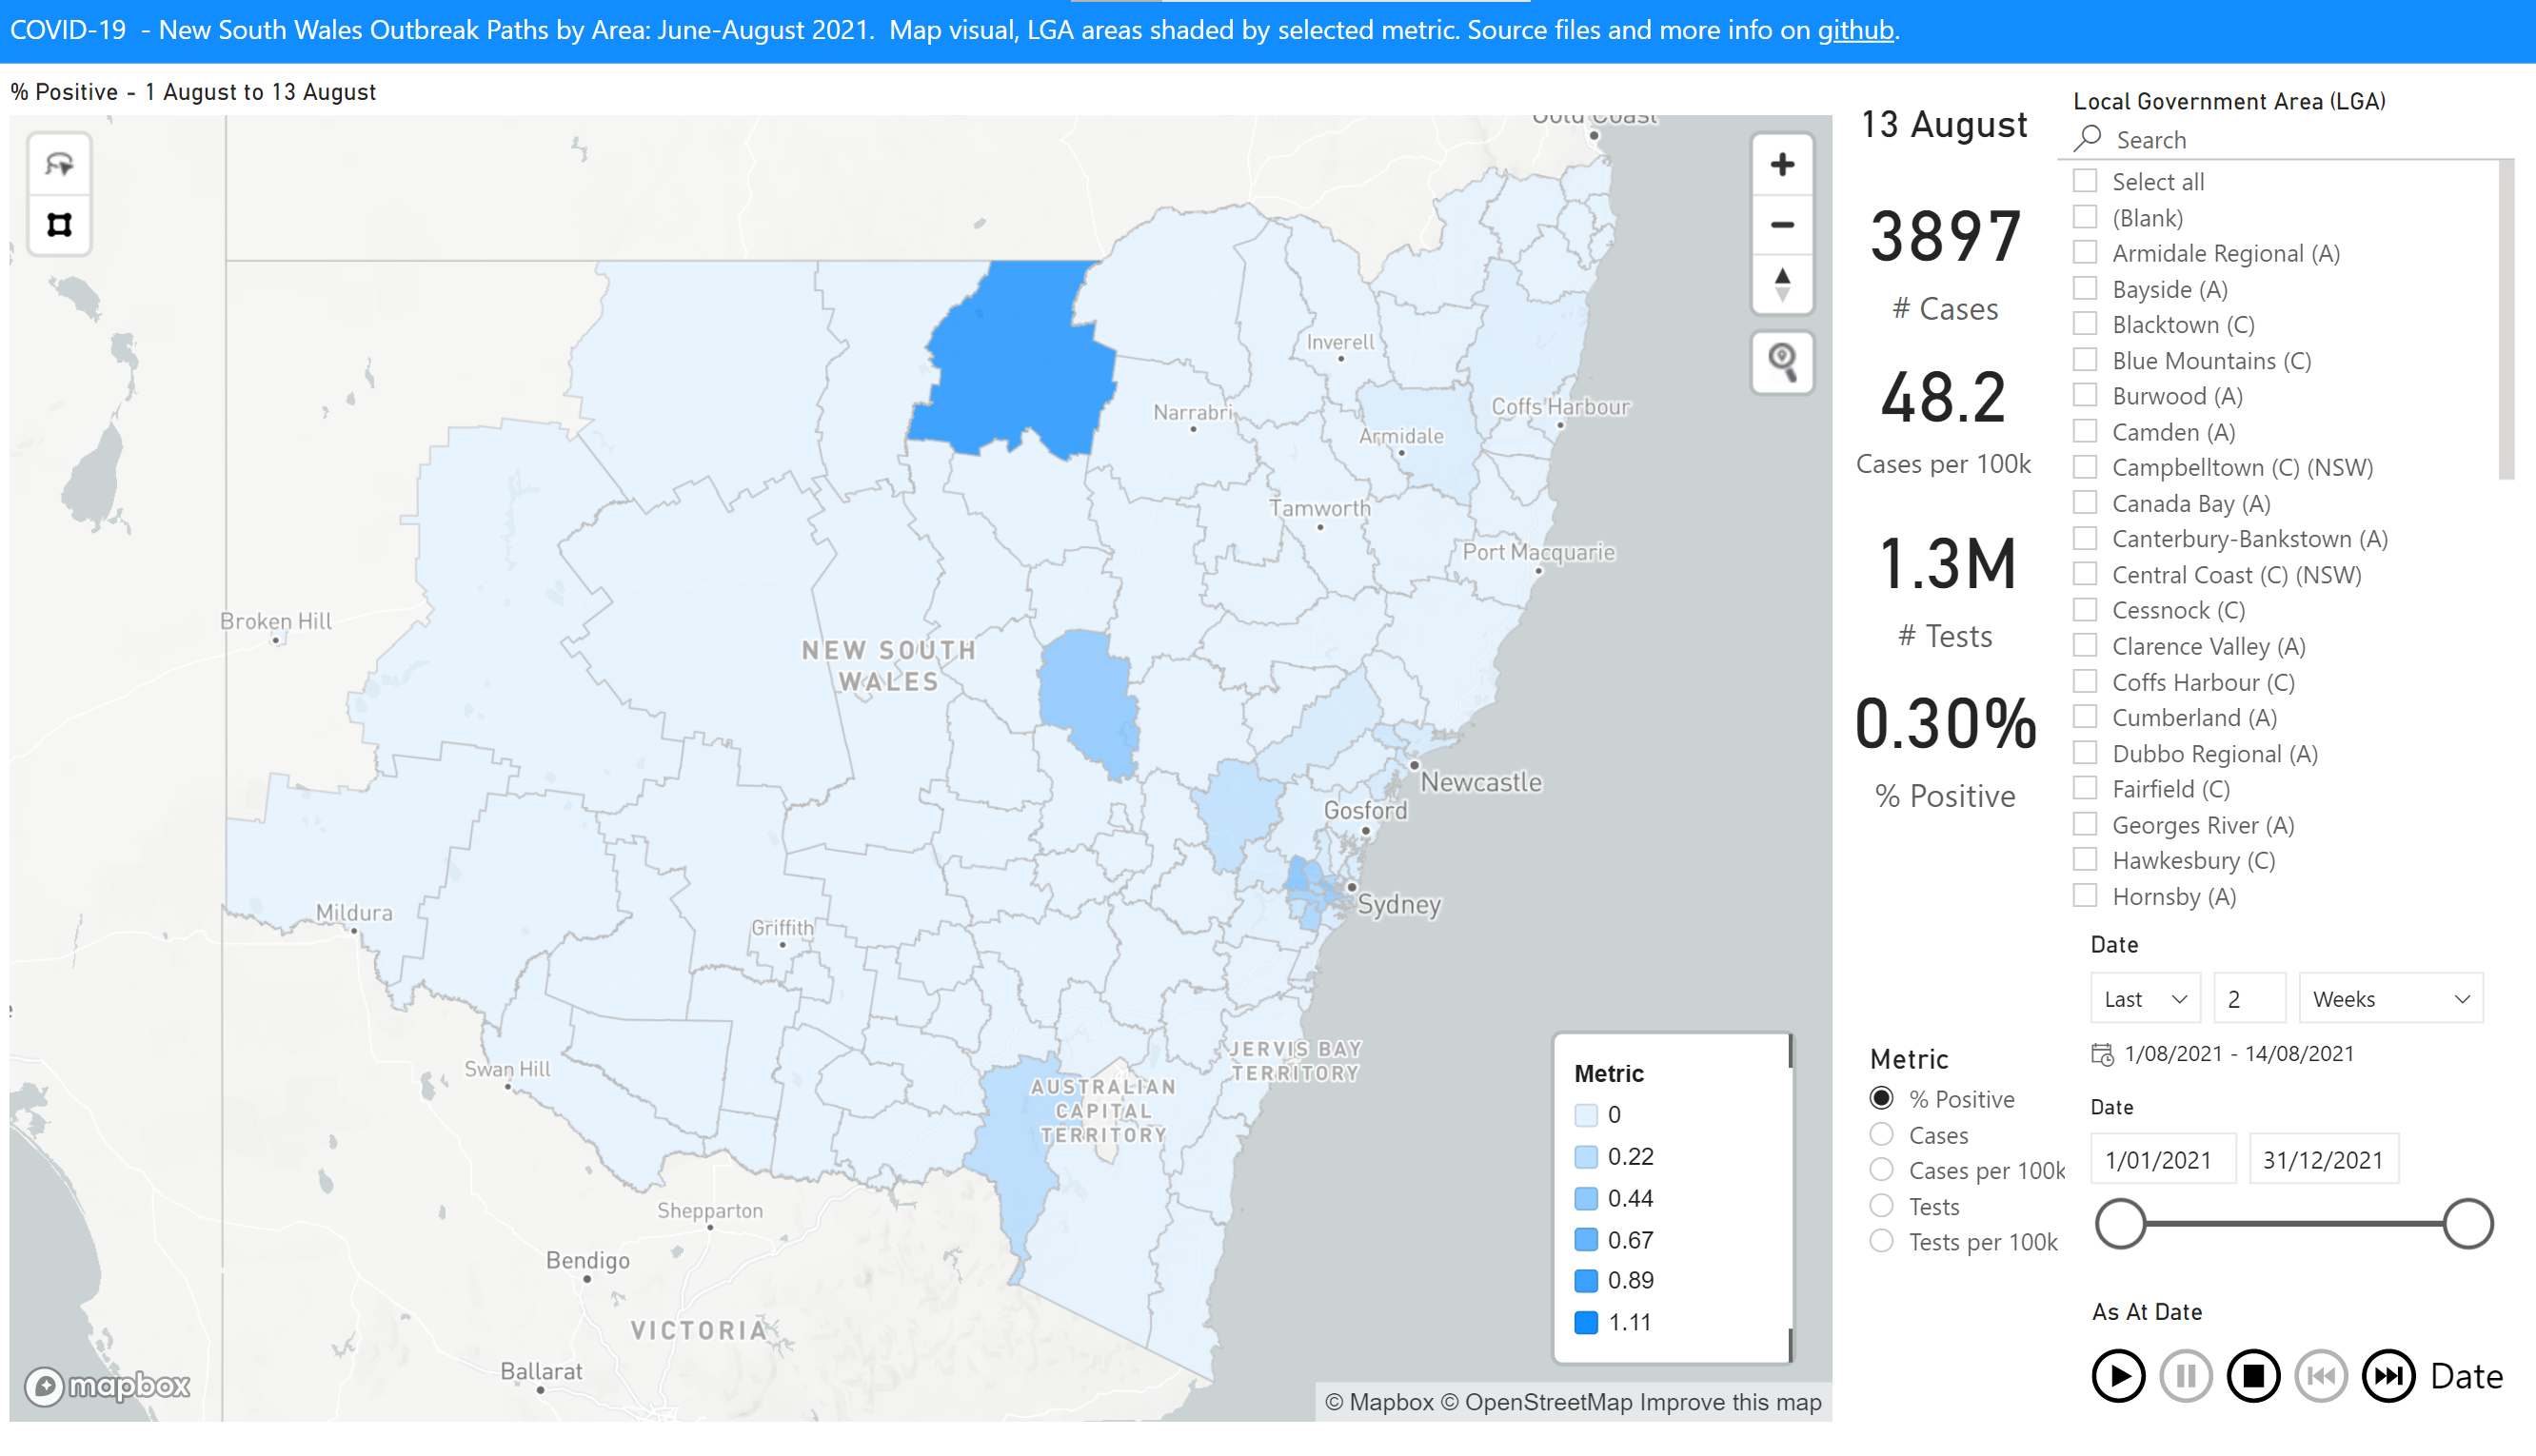 COVID-19 - New South Wales Outbreak Paths by Area: June-August 2021. Map visual, LGA areas shaded by selected metric. Source files and more info on github.
% Positive - 1 August to 13 August
Gold Coast
Inverell
Narrabri
Coffs Harbour
Armidale
Tamworth
Port Macquarie
Broken Hill
NEW SOUTH
WALES
Newcastle
Gosford
Sydney
Mildura
Griffith
JERVIS BAY
TERRITORY
Swan Hill
AUSTRALIAN
CAPITAL
TERRITORY
Shepparton
Bendigo
VICTORIA
Ballarat
mapbox
Metric
0
0.22
0.44
0.67
0.89
1.11
© Mapbox © OpenStreetMap Improve this map
13 August
3897
# Cases
48.2
Cases per 100k
1.3M
# Tests
0.30%
% Positive
Metric
% Positive
Cases
Cases per 100k
Tests
Tests per 100k
Local Government Area (LGA)
Search
Select all
(Blank)
Armidale Regional (A)
Bayside (A)
Blacktown (C)
Blue Mountains (C)
Burwood (A)
Camden (A)
Campbelltown (C) (NSW)
Canada Bay (A)
Canterbury-Bankstown (A)
Central Coast (C) (NSW)
Cessnock (C)
Clarence Valley (A)
Coffs Harbour (C)
Cumberland (A)
Dubbo Regional (A)
Fairfield (C)
Georges River (A)
Hawkesbury (C)
Hornsby (A)
Date
Last 2 Weeks
1/08/2021 - 14/08/2021
Date
1/01/2021 31/12/2021
As At Date
Date